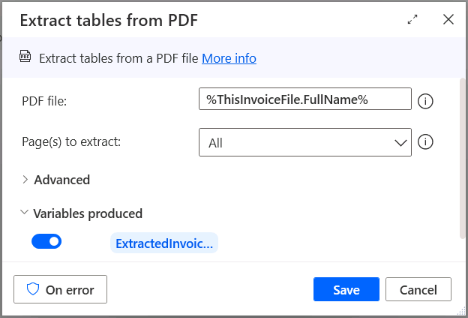 Extract tables from PDF
Extract tables from a PDF file More info
PDF file: %ThisInvoiceFile.FullName%
Page(s) to extract: All
Advanced
Variables produced
ExtractedInvoic...
On error Save Cancel